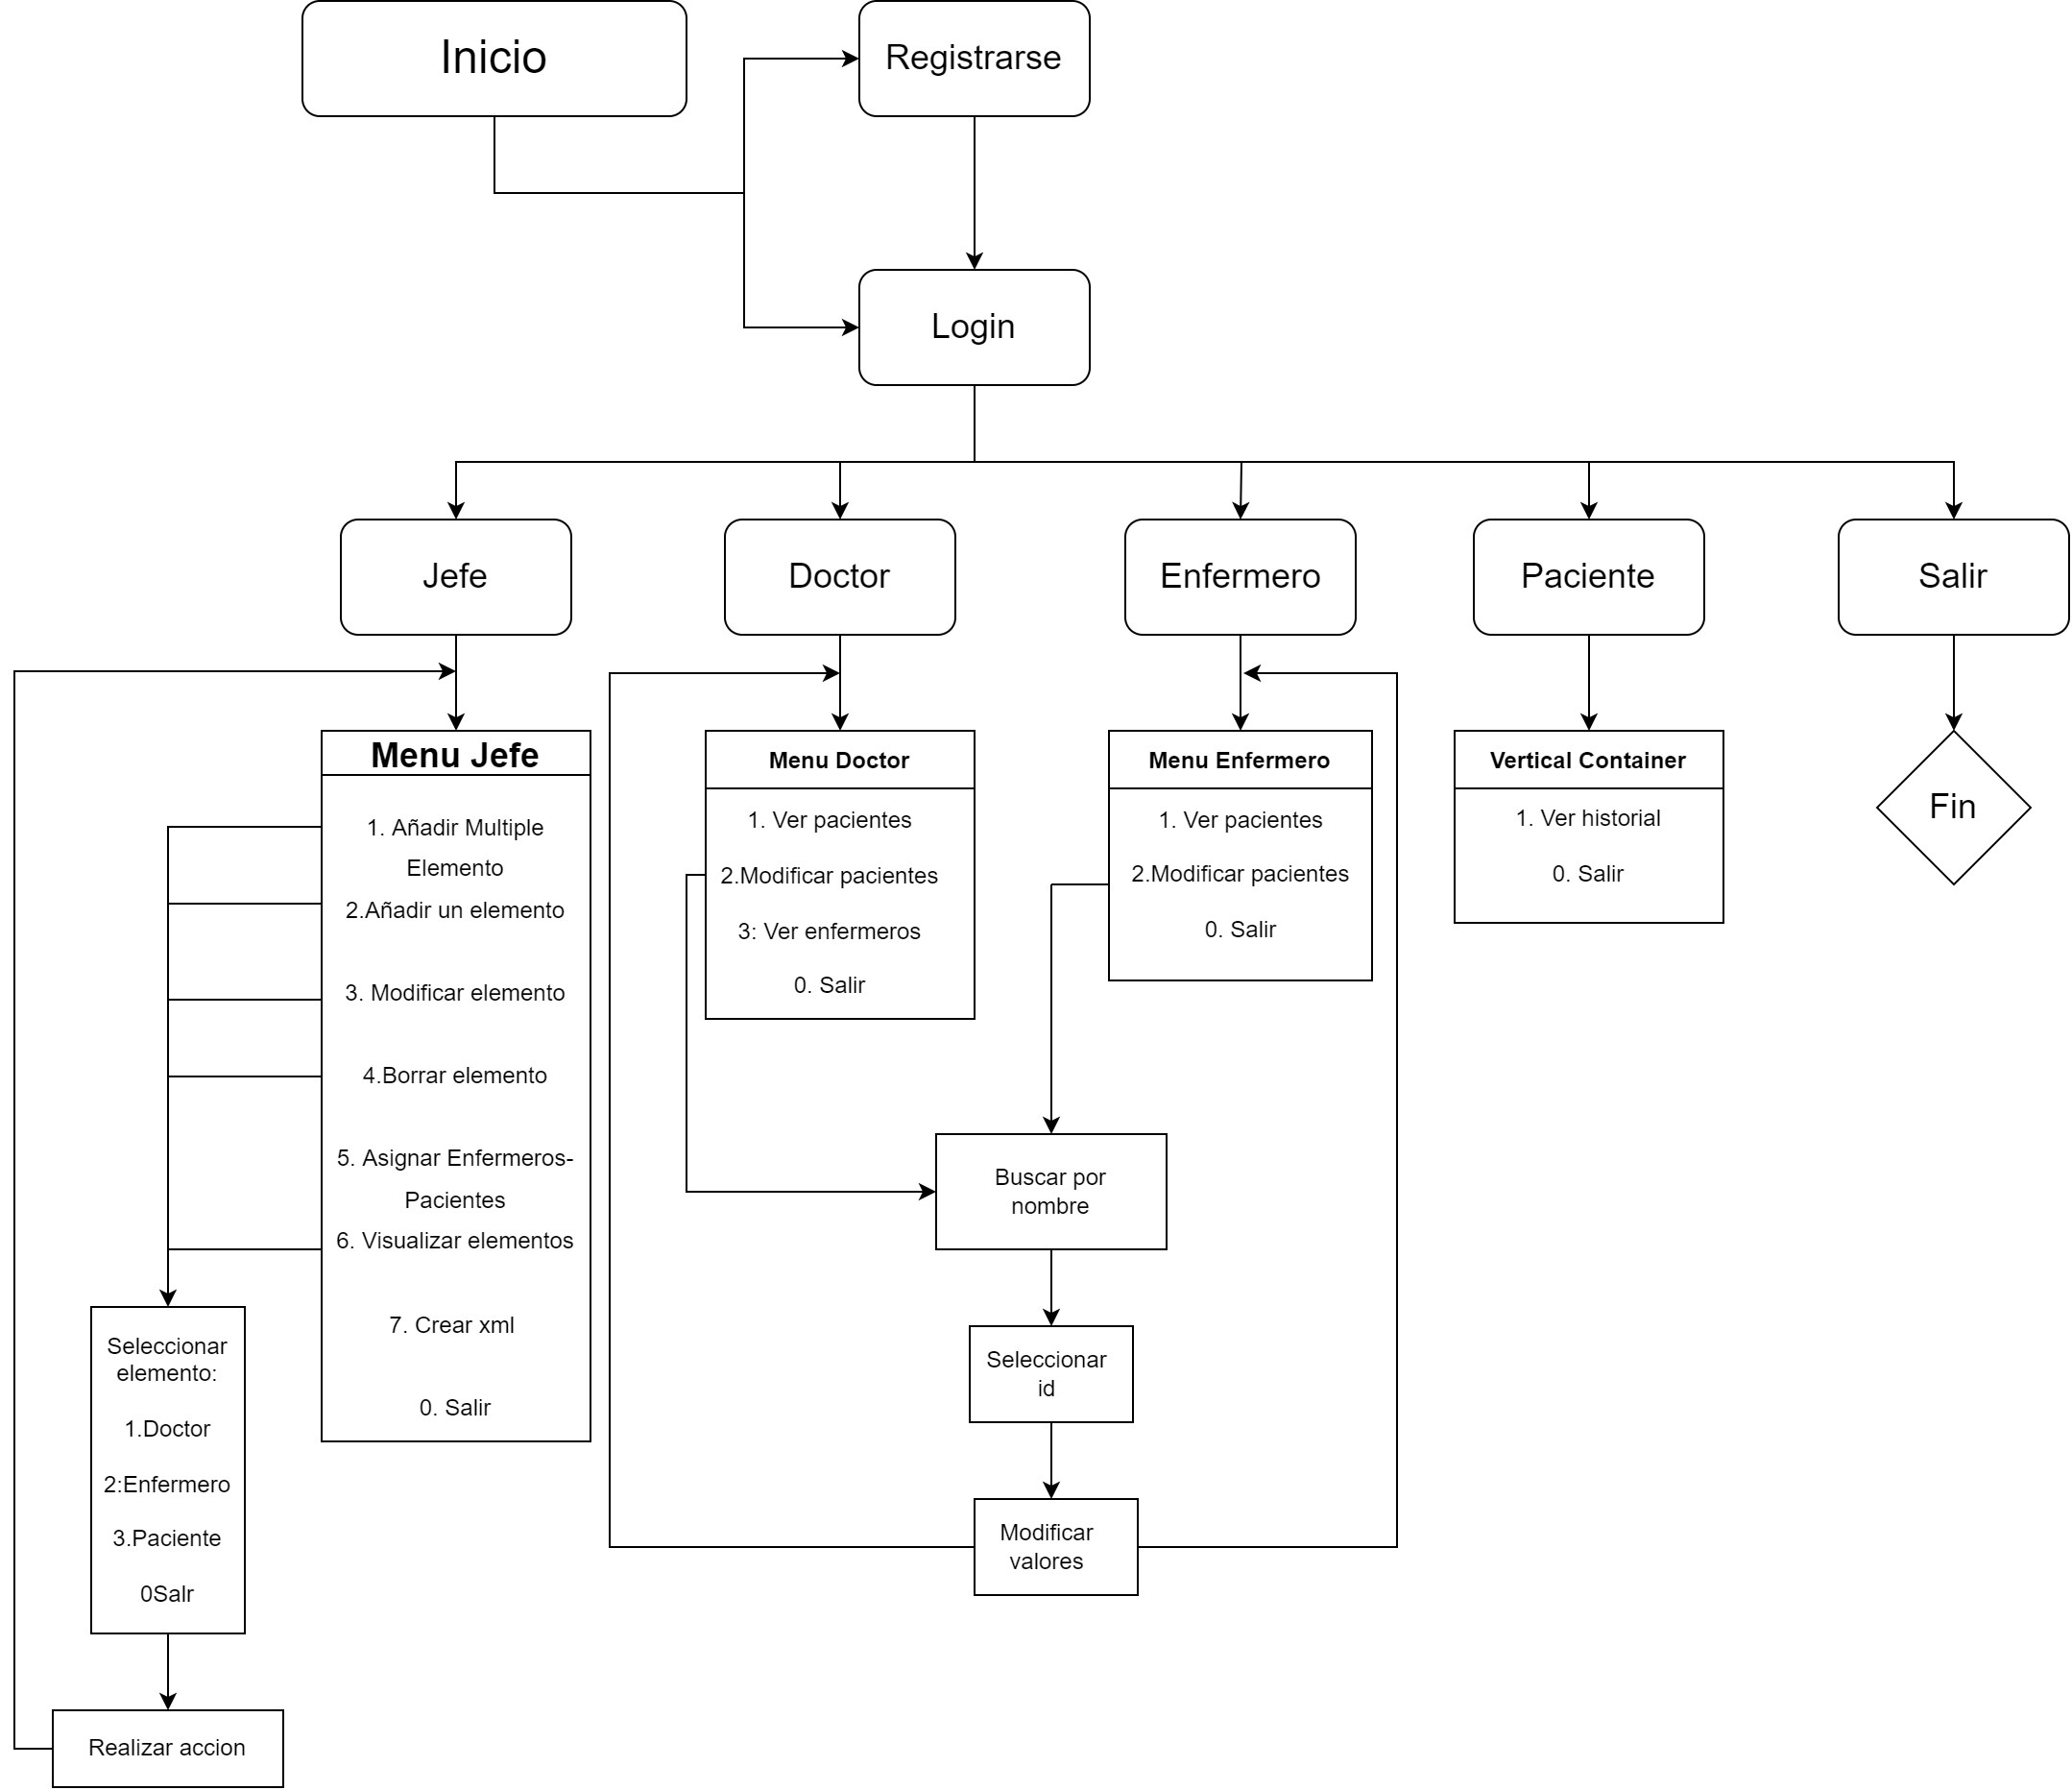 Inicio
Registrarse
Login
Jefe
Doctor
Enfermero
Paciente
Salir
Menu Jefe
1. Añadir Multiple
Elemento
2.Añadir un elemento
3. Modificar elemento
4.Borrar elemento
5. Asignar Enfermeros-
Pacientes
6. Visualizar elementos
7. Crear xml
0. Salir
Menu Doctor
1. Ver pacientes
2.Modificar pacientes
3: Ver enfermeros
0. Salir
Menu Enfermero
1. Ver pacientes
2.Modificar pacientes
0. Salir
Vertical Container
1. Ver historial
0. Salir
Fin
Buscar por
nombre
Seleccionar
id
Modificar
valores
Seleccionar
elemento:
1.Doctor
2:Enfermero
3.Paciente
0Salr
Realizar accion